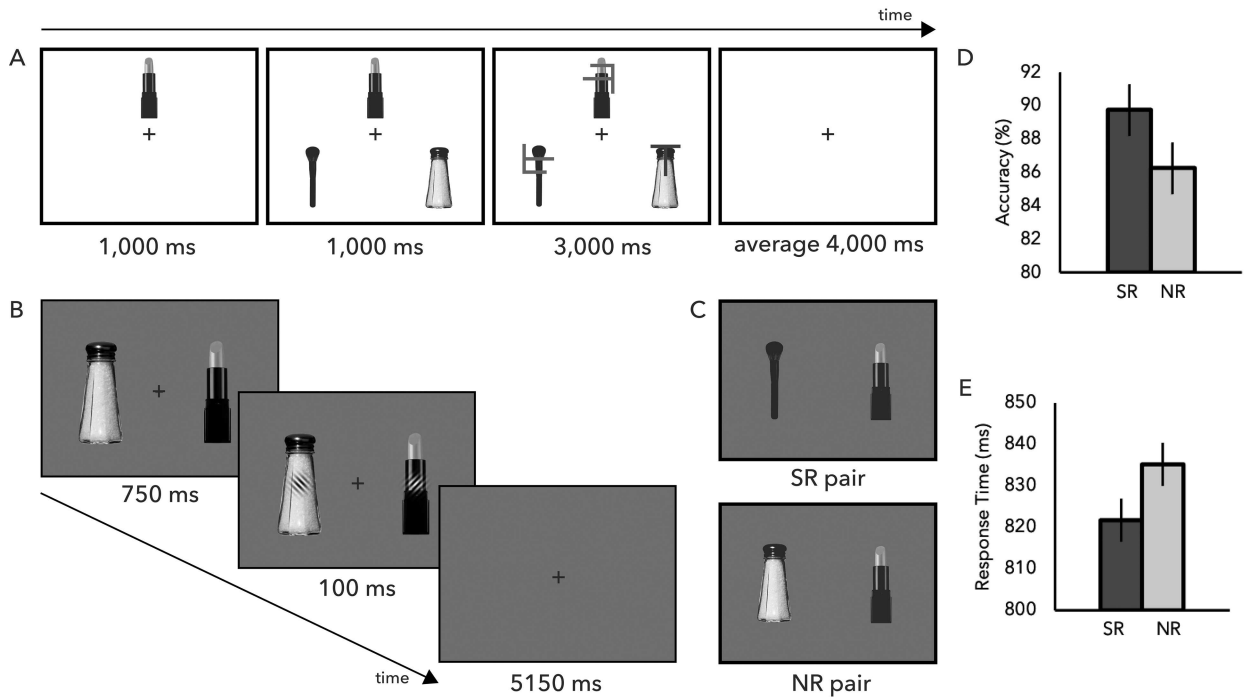 time
A
1,000 ms
1,000 ms
3,000 ms
average 4,000 ms
B
750 ms
100 ms
5150 ms
time
C
SR pair
NR pair
D
Accuracy (%)
92
90
88
86
84
82
80
SR NR
E
Response Time (ms)
850
840
830
820
810
800
SR NR